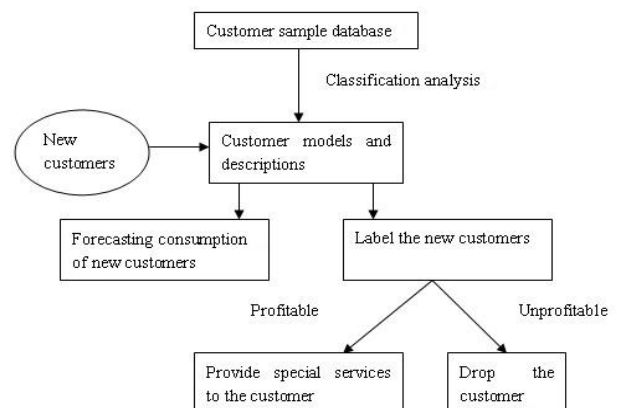 Customer sample database
Classification analysis
New
customers
Customer models and
descriptions
Forecasting consumption
of new customers
Label the new customers
Profitable
Unprofitable
Provide special services
to the customer
Drop the
customer